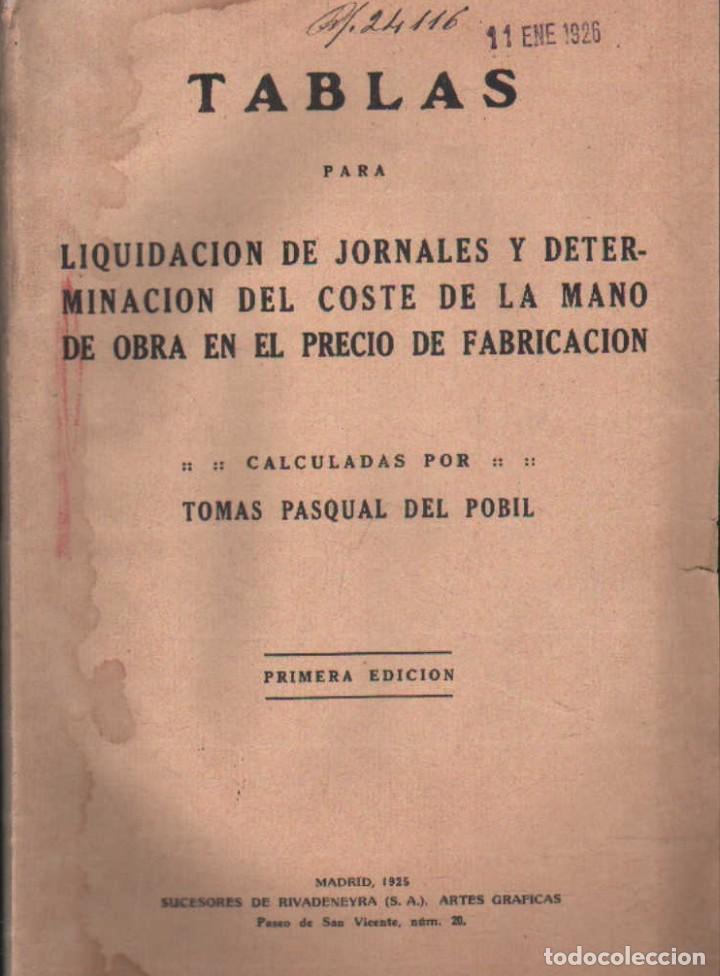 24116
11 ENE 1926
TABLAS
PARA
LIQUIDACION DE JORNALES Y DETER-
MINACION DEL COSTE DE LA MANO
DE OBRA EN EL PRECIO DE FABRICACION
:: :: CALCULADAS POR :: ::
TOMAS PASQUAL DEL POBIL
PRIMERA EDICION
MADRID, 1925
SUCESORES DE RIVADENEYRA (S. A.). ARTES GRAFICAS
Paseo de San Vicente, núm. 20.
todocoleccion